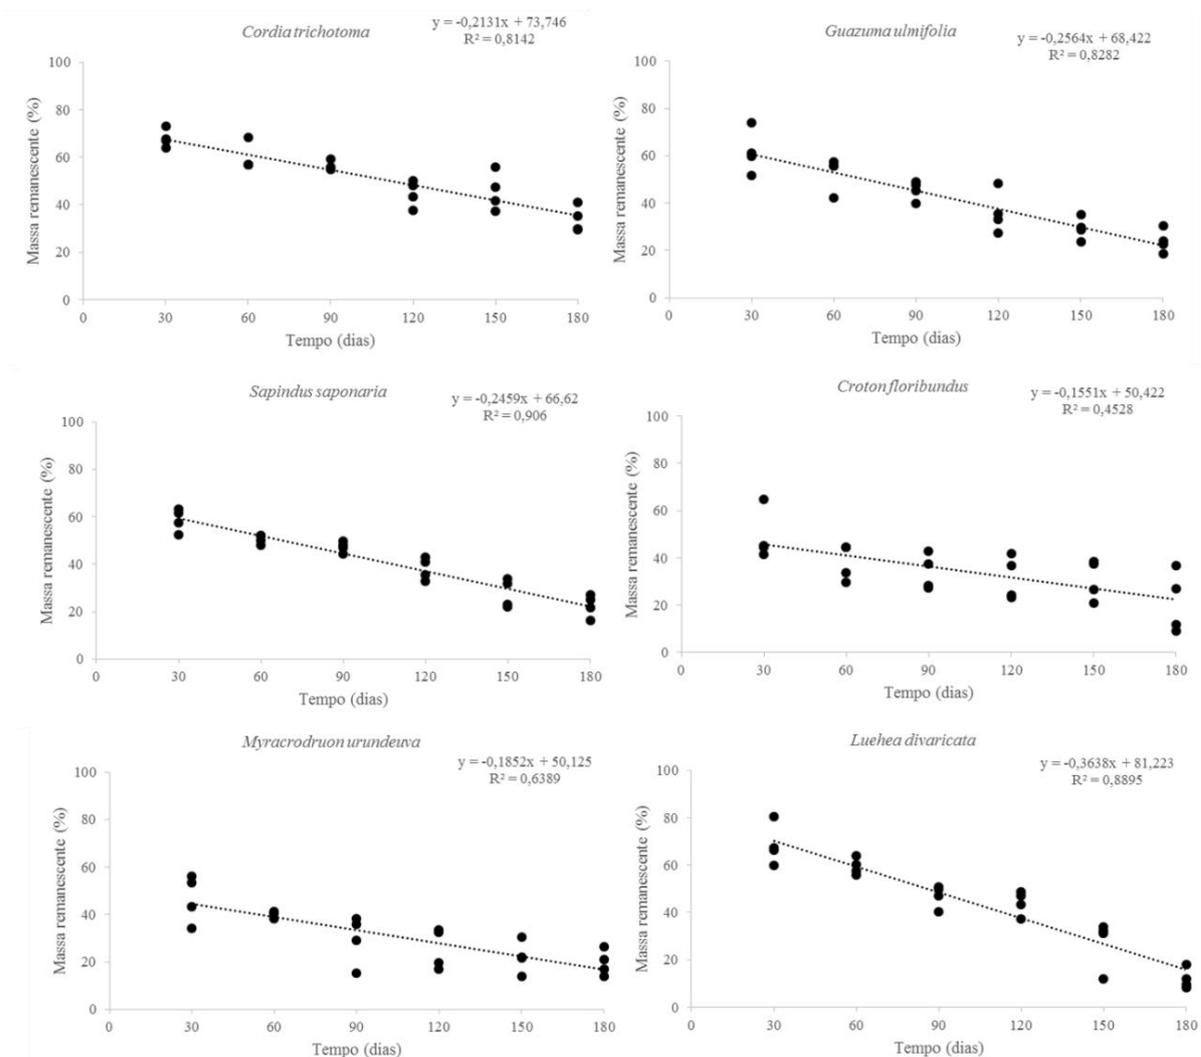 Cordia trichotoma
y = -0,2131x + 73,746
R² = 0,8142
Massa remanescente (%)
100
80
60
40
20
0
0 30 60 90 120 150 180
Tempo (dias)
Guazuma ulmifolia
y = -0,2564x + 68,422
R² = 0,8282
Massa remanescente (%)
100
80
60
40
20
0
0 30 60 90 120 150 180
Tempo (dias)
Sapindus saponaria
y = -0,2459x + 66,62
R² = 0,906
Massa remanescente (%)
100
80
60
40
20
0
0 30 60 90 120 150 180
Tempo (dias)
Croton floribundus
y = -0,1551x + 50,422
R² = 0,4528
Massa remanescente (%)
100
80
60
40
20
0
0 30 60 90 120 150 180
Tempo (dias)
Myracrodruon urundeuva
y = -0,1852x + 50,125
R² = 0,6389
Massa remanescente (%)
100
80
60
40
20
0
0 30 60 90 120 150 180
Tempo (dias)
Luehea divaricata
y = -0,3638x + 81,223
R² = 0,8895
Massa remanescente (%)
100
80
60
40
20
0
0 30 60 90 120 150 180
Tempo (dias)